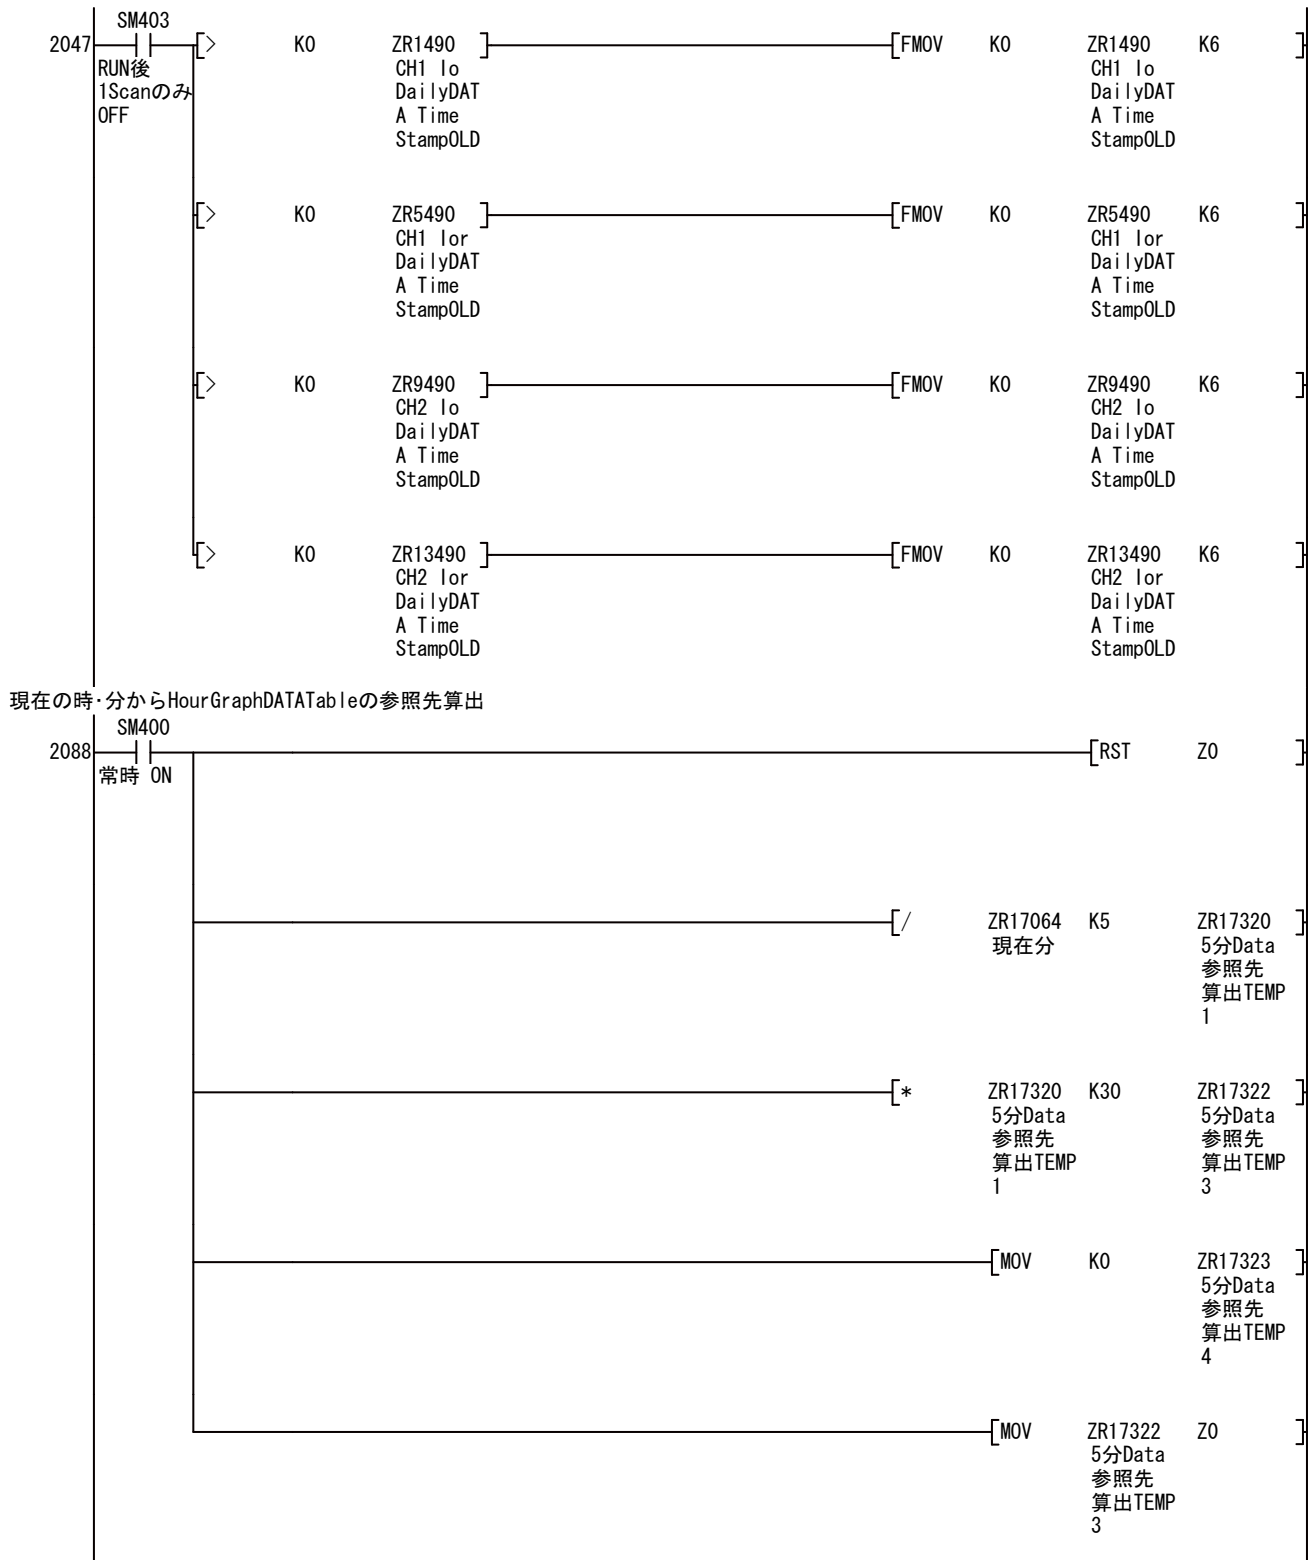 SM403
2047 [> K0 ZR1490 ] [FMOV K0 ZR1490 K6 ]
RUN後 CH1 Io CH1 Io
1Scanのみ DailyDAT DailyDAT
OFF A Time A Time
StampOLD StampOLD
[> K0 ZR5490 ] [FMOV K0 ZR5490 K6 ]
CH1 Ior CH1 Ior
DailyDAT DailyDAT
A Time A Time
StampOLD StampOLD
[> K0 ZR9490 ] [FMOV K0 ZR9490 K6 ]
CH2 Io CH2 Io
DailyDAT DailyDAT
A Time A Time
StampOLD StampOLD
[> K0 ZR13490 ] [FMOV K0 ZR13490 K6 ]
CH2 Ior CH2 Ior
DailyDAT DailyDAT
A Time A Time
StampOLD StampOLD
現在の時･分からHourGraphDATATableの参照先算出
SM400
2088 [RST Z0 ]
常時 ON
[/ ZR17064 K5 ZR17320 ]
現在分 5分Data
参照先
算出TEMP
1
[* ZR17320 K30 ZR17322 ]
5分Data 5分Data
参照先 参照先
算出TEMP 算出TEMP
1 3
[MOV K0 ZR17323 ]
5分Data
参照先
算出TEMP
4
[MOV ZR17322 Z0 ]
5分Data
参照先
算出TEMP
3